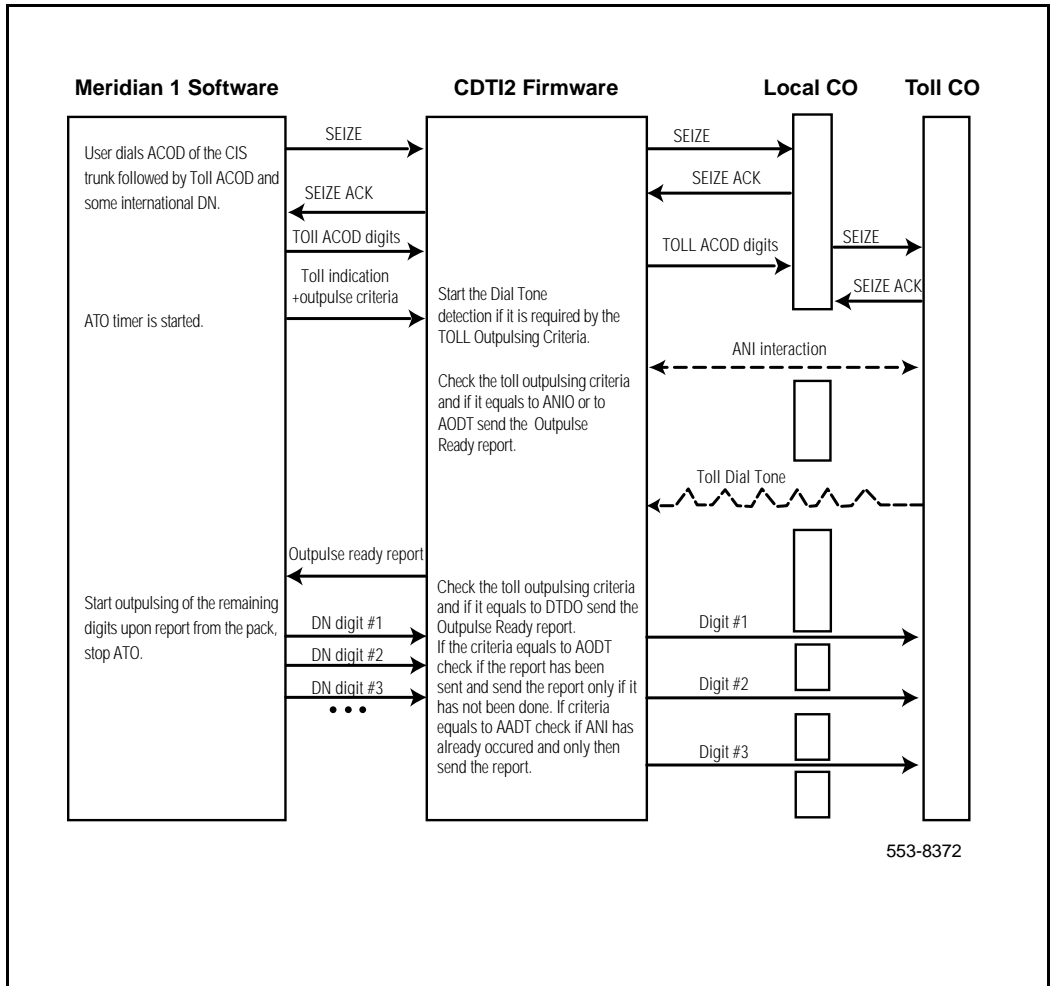 Meridian 1 Software
CDTI2 Firmware
Local CO
Toll CO
User dials ACOD of the CIS
trunk followed by Toll ACOD and
some international DN.
SEIZE
SEIZE
SEIZE ACK
SEIZE ACK
TOll ACOD digits
TOLL ACOD digits
SEIZE
SEIZE ACK
Toll indication
+outpulse criteria
ATO timer is started.
Start the Dial Tone
detection if it is required by the
TOLL Outpulsing Criteria.
ANI interaction
Check the toll outpulsing criteria
and if it equals to ANIO or to
AODT send the Outpulse
Ready report.
Toll Dial Tone
Outpulse ready report
Start outpulsing of the remaining
digits upon report from the pack,
stop ATO.
DN digit #1
DN digit #2
DN digit #3
• • •
Check the toll outpulsing criteria
and if it equals to DTDO send the
Outpulse Ready report.
If the criteria equals to AODT
check if the report has been
sent and send the report only if it
has not been done. If criteria
equals to AADT check if ANI has
already occured and only then
send the report.
Digit #1
Digit #2
Digit #3
553-8372